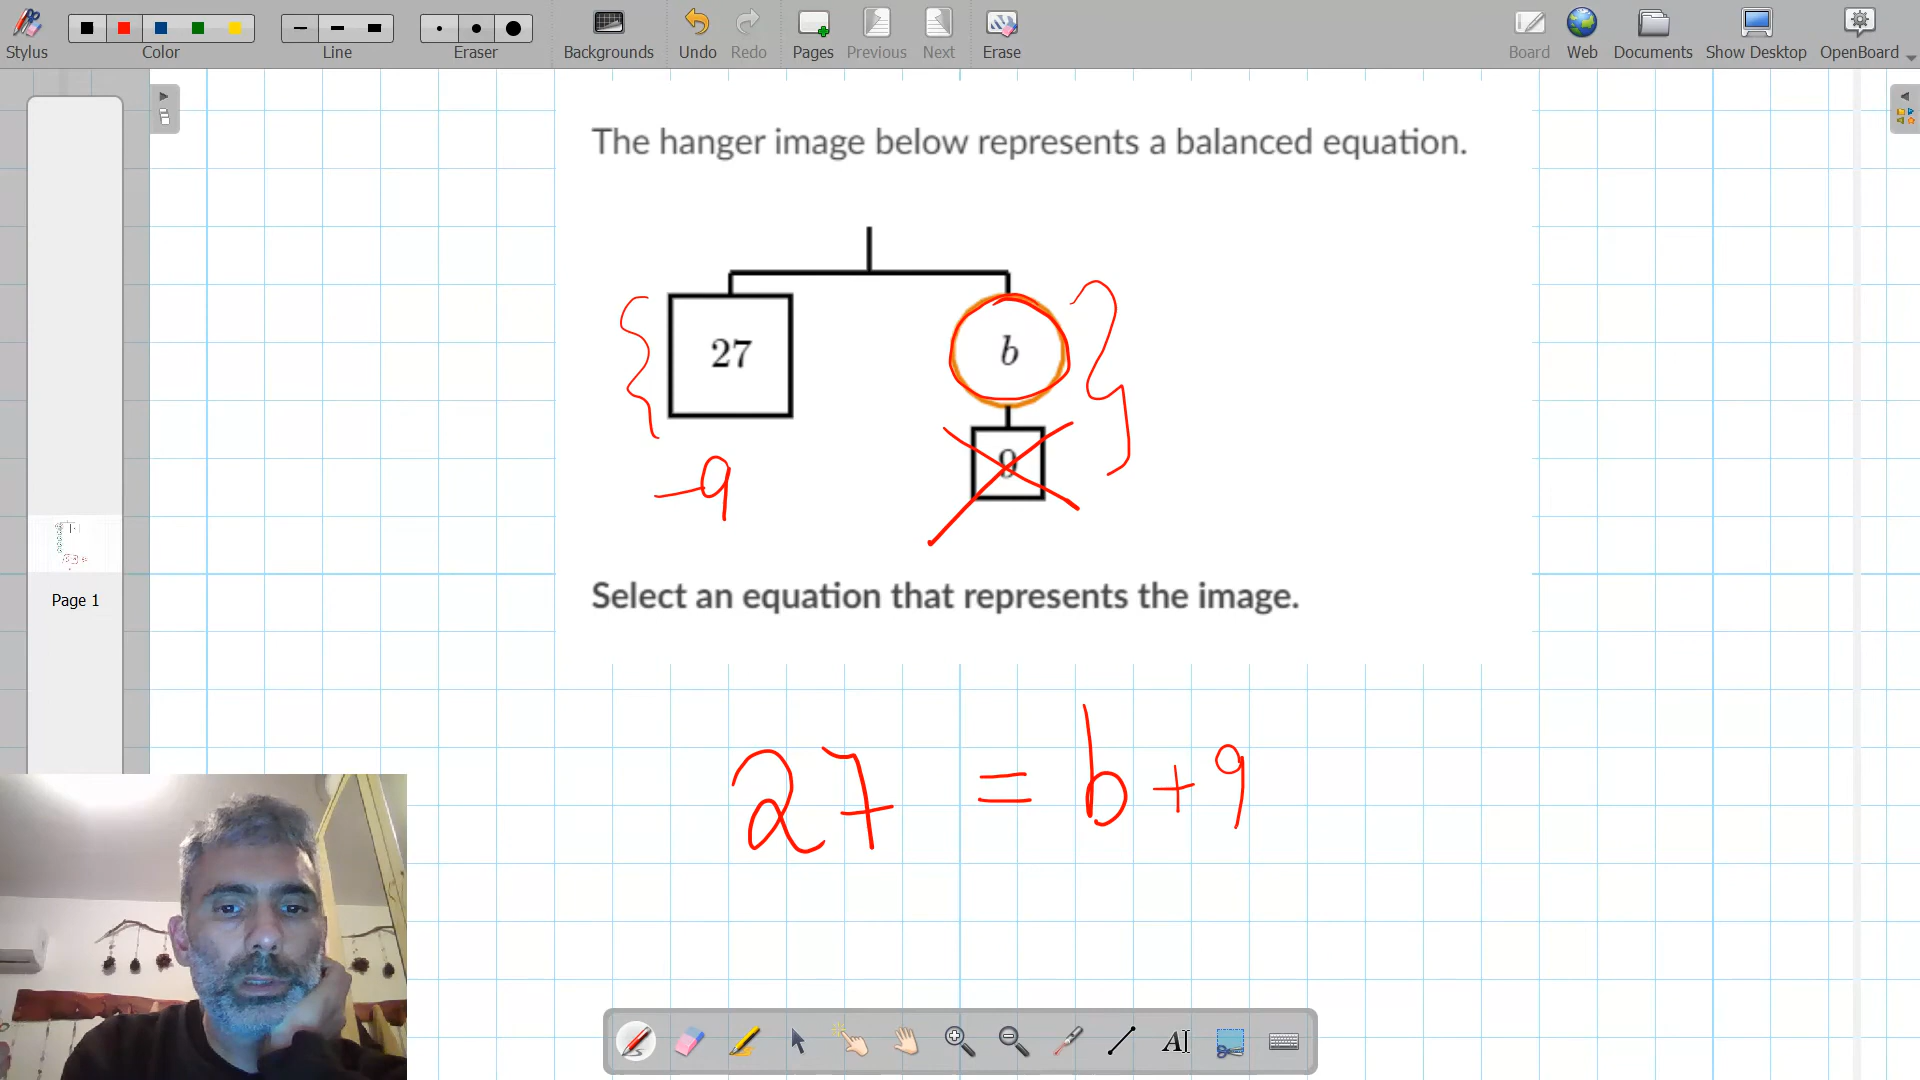 Stylus Color Line Eraser Backgrounds Undo Redo Pages Previous Next Erase Board Web Documents Show Desktop OpenBoard
The hanger image below represents a balanced equation.
27 b
9
-9
Select an equation that represents the image.
Page 1
27 = b+9
A